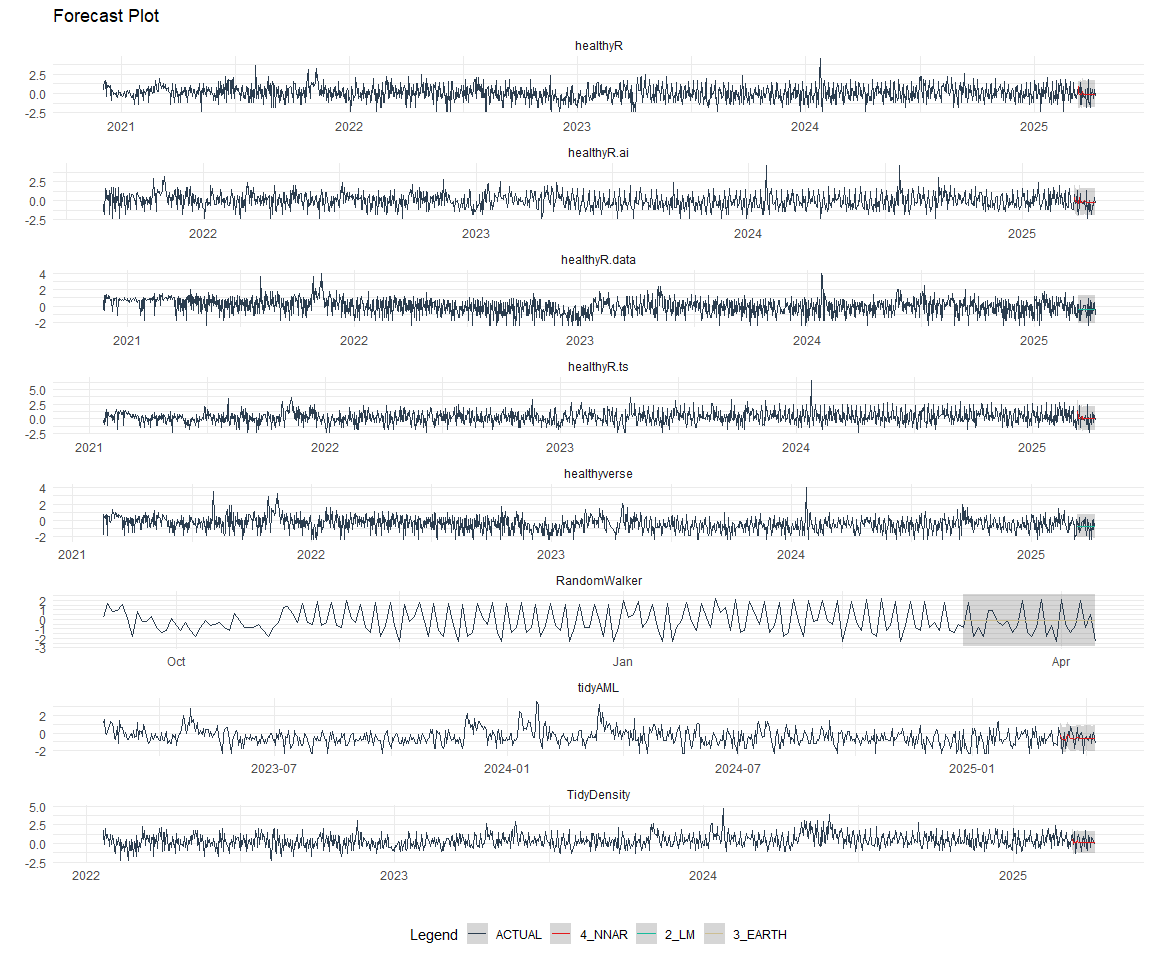 Forecast Plot
healthyR
2.5
0.0
-2.5
2021 2022 2023 2024 2025
healthyR.ai
2.5
0.0
-2.5
2022 2023 2024 2025
healthyR.data
4
2
0
-2
2021 2022 2023 2024 2025
healthyR.ts
5.0
2.5
0.0
-2.5
2021 2022 2023 2024 2025
healthyverse
4
2
0
-2
2021 2022 2023 2024 2025
RandomWalker
2
1
0
-1
-2
-3
Oct Jan Apr
tidyAML
2
0
-2
2023-07 2024-01 2024-07 2025-01
TidyDensity
5.0
2.5
0.0
-2.5
2022 2023 2024 2025
Legend ACTUAL 4_NNAR 2_LM 3_EARTH